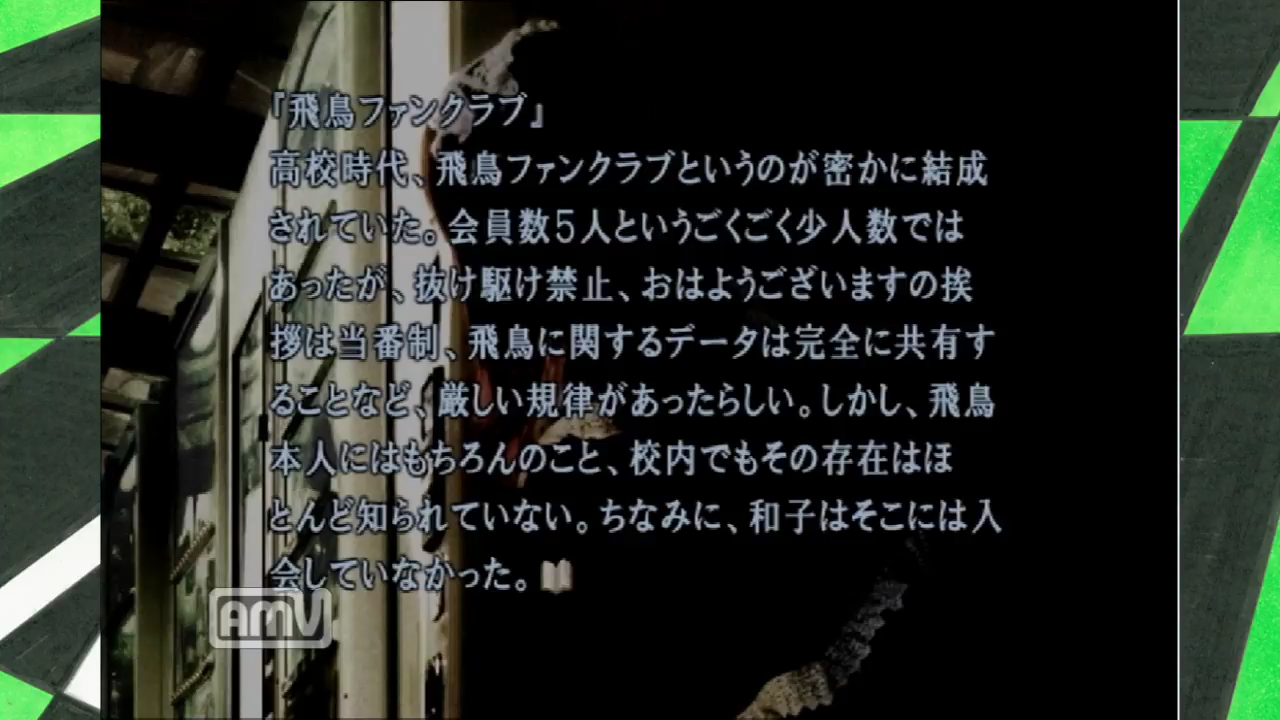 『飛鳥ファンクラブ』
高校時代、飛鳥ファンクラブというのが密かに結成
されていた。会員数5人というごくごく少人数では
あったが、抜け駆け禁止、おはようございますの挨
拶は当番制、飛鳥に関するデータは完全に共有す
ることなど、厳しい規律があったらしい。しかし、飛鳥
本人にはもちろんのこと、校内でもその存在はほ
とんど知られていない。ちなみに、和子はそこには入
会していなかった。
AMV